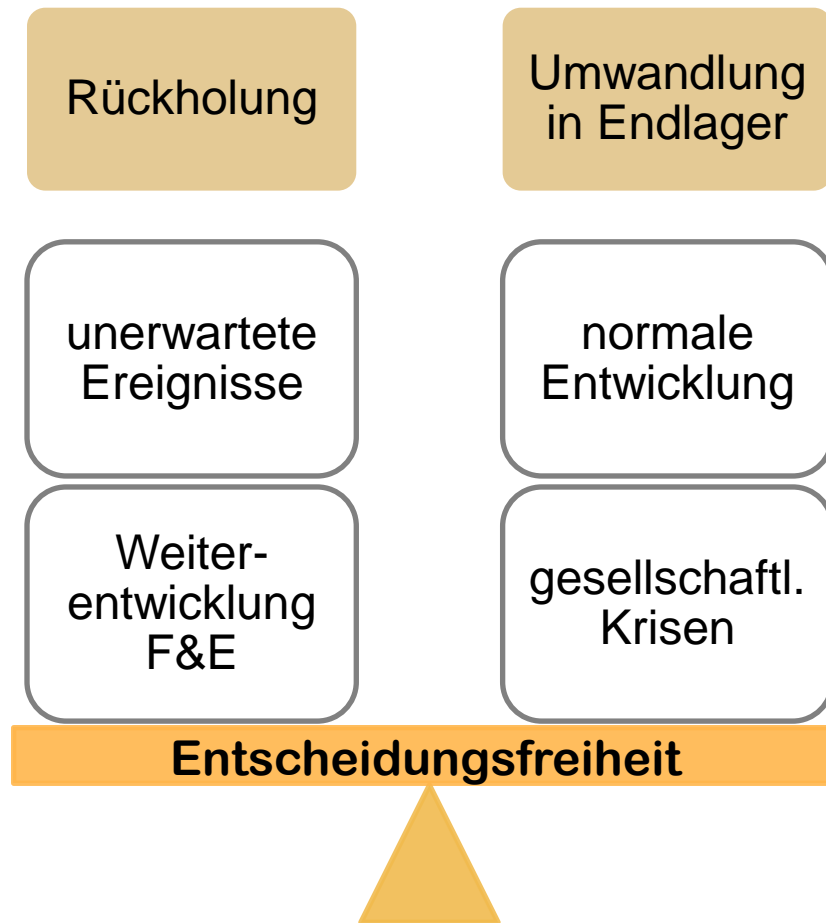 Rückholung
Umwandlung
in Endlager
unerwartete
Ereignisse
normale
Entwicklung
Weiter-
entwicklung
F&E
gesellschaftl.
Krisen
Entscheidungsfreiheit